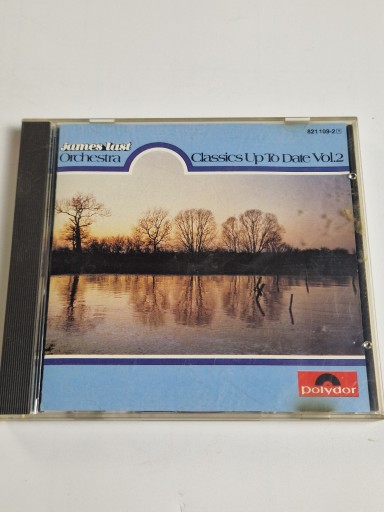 James Last
Orchestra
Classics Up To Date Vol.2
polydor